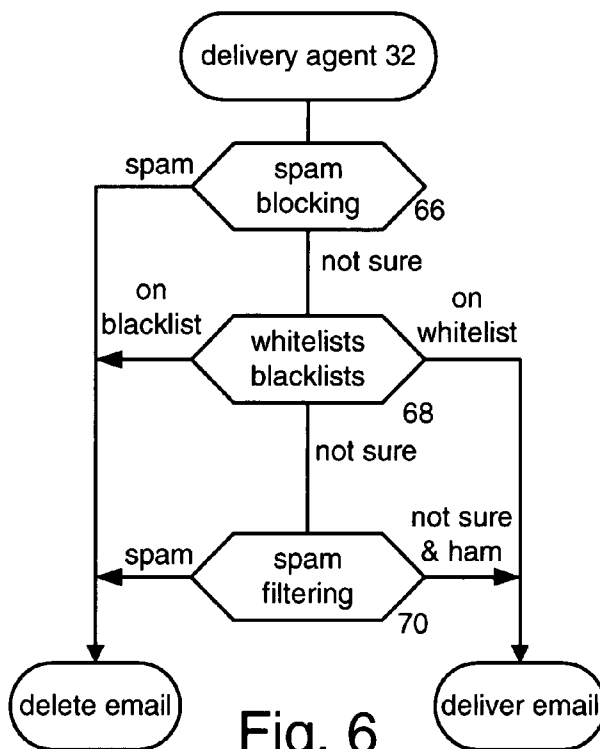 delivery agent 32
spam
spam
blocking
66
not sure
on
blacklist
on
whitelist
whitelists
blacklists
68
not sure
spam
not sure
& ham
spam
filtering
70
delete email
deliver email
Fig. 6